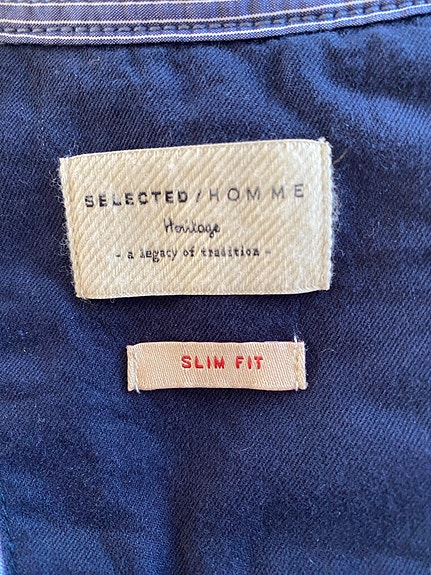 SELECTED/HOMME
Heritage
- a legacy of tradition -
SLIM FIT